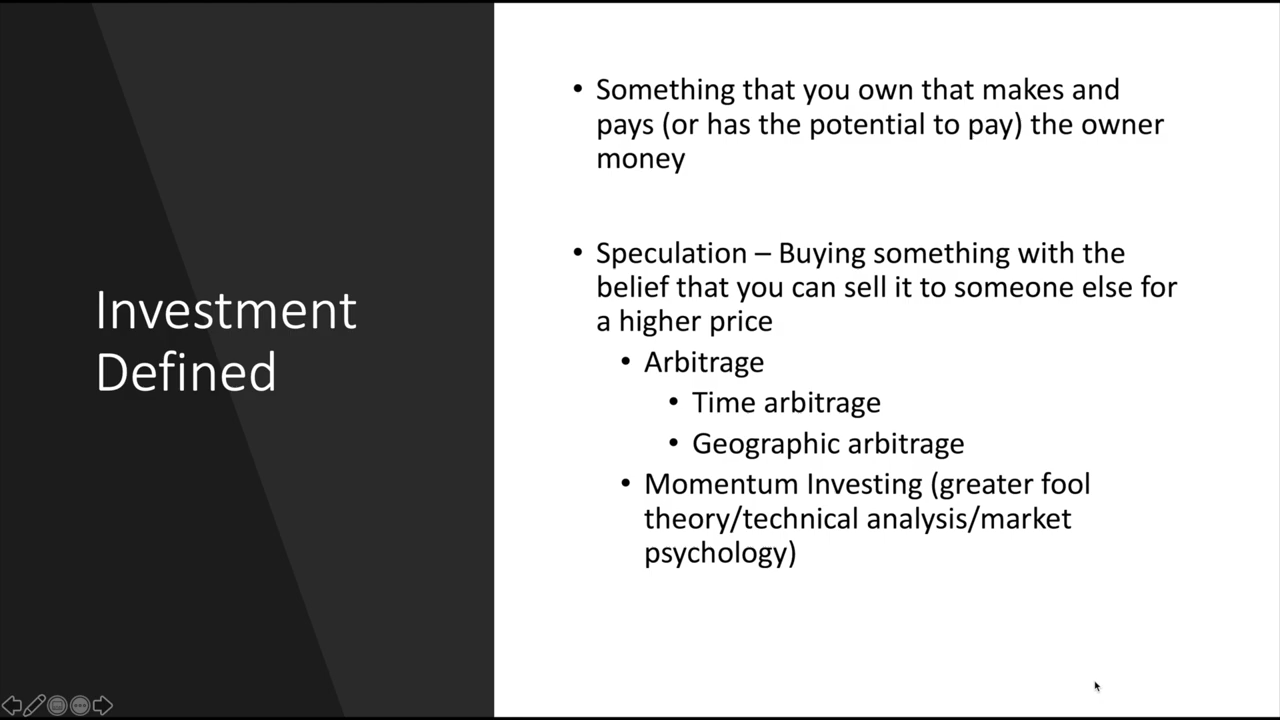 Investment
Defined
• Something that you own that makes and
pays (or has the potential to pay) the owner
money
• Speculation – Buying something with the
belief that you can sell it to someone else for
a higher price
• Arbitrage
• Time arbitrage
• Geographic arbitrage
• Momentum Investing (greater fool
theory/technical analysis/market
psychology)